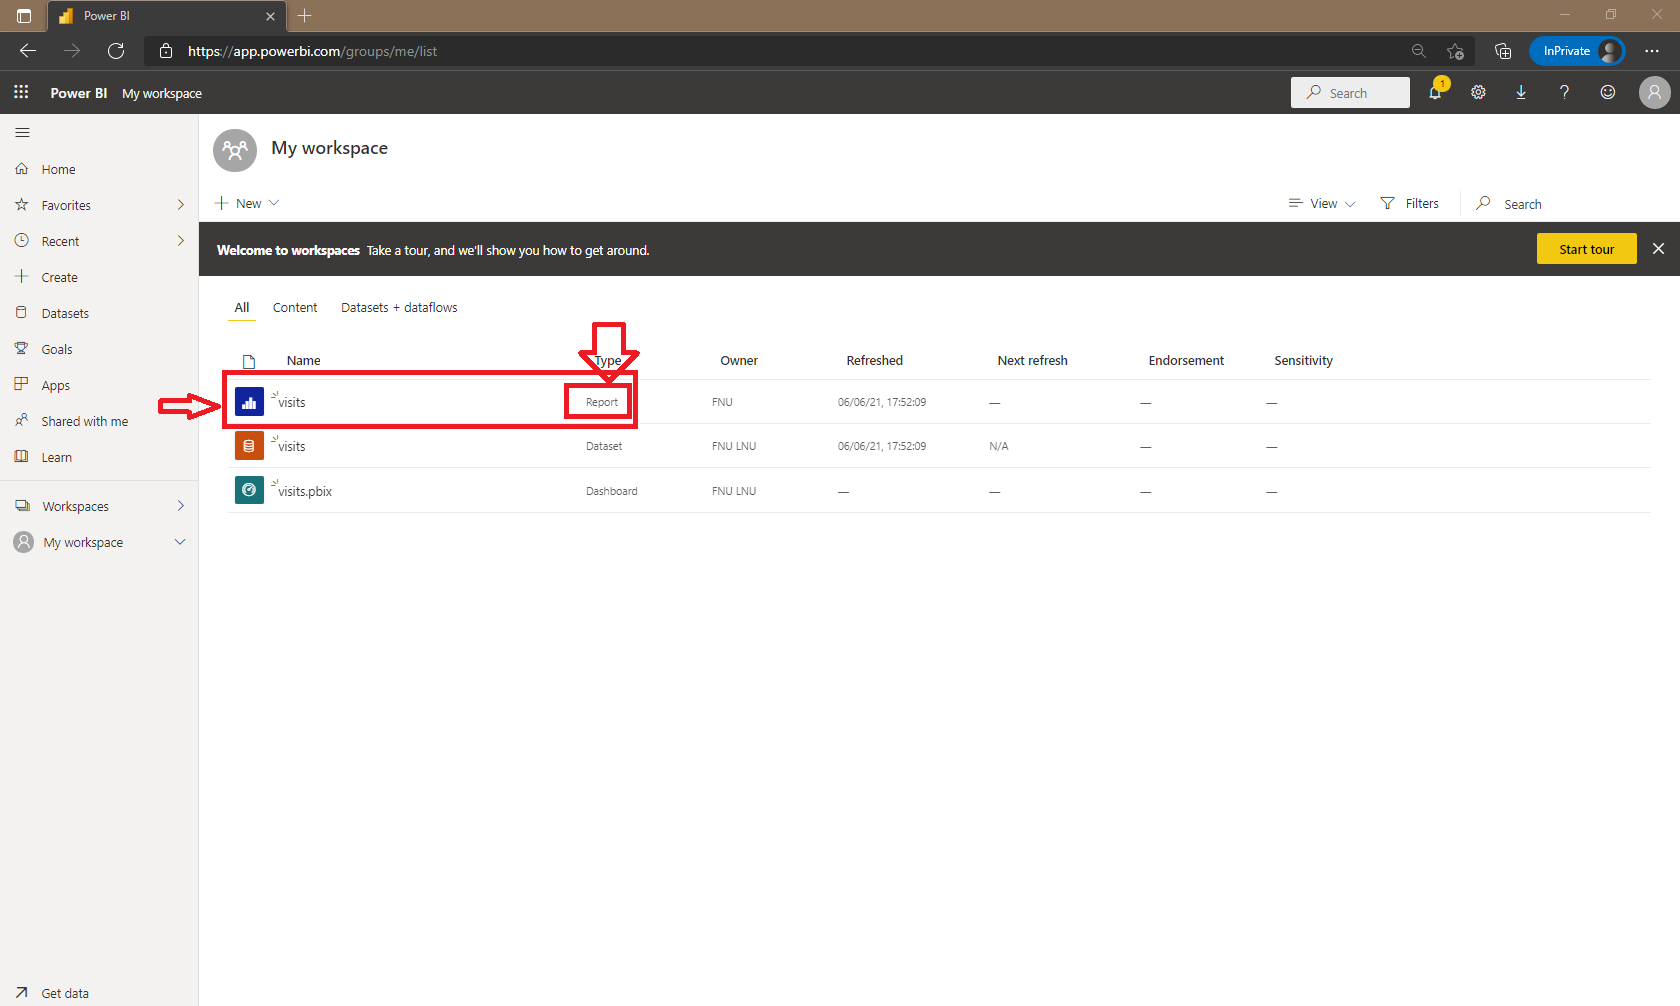 Power BI
https://app.powerbi.com/groups/me/list
InPrivate
Power BI My workspace
Search
1
My workspace
Home
Favorites
Recent
Create
Datasets
Goals
Apps
Shared with me
Learn
Workspaces
My workspace
Get data
New
View
Filters
Search
Welcome to workspaces Take a tour, and we'll show you how to get around.
Start tour
All Content Datasets + dataflows
Name Type Owner Refreshed Next refresh Endorsement Sensitivity
visits Report FNU 06/06/21, 17:52:09 — — —
visits Dataset FNU LNU 06/06/21, 17:52:09 N/A — —
visits.pbix Dashboard FNU LNU — — — —